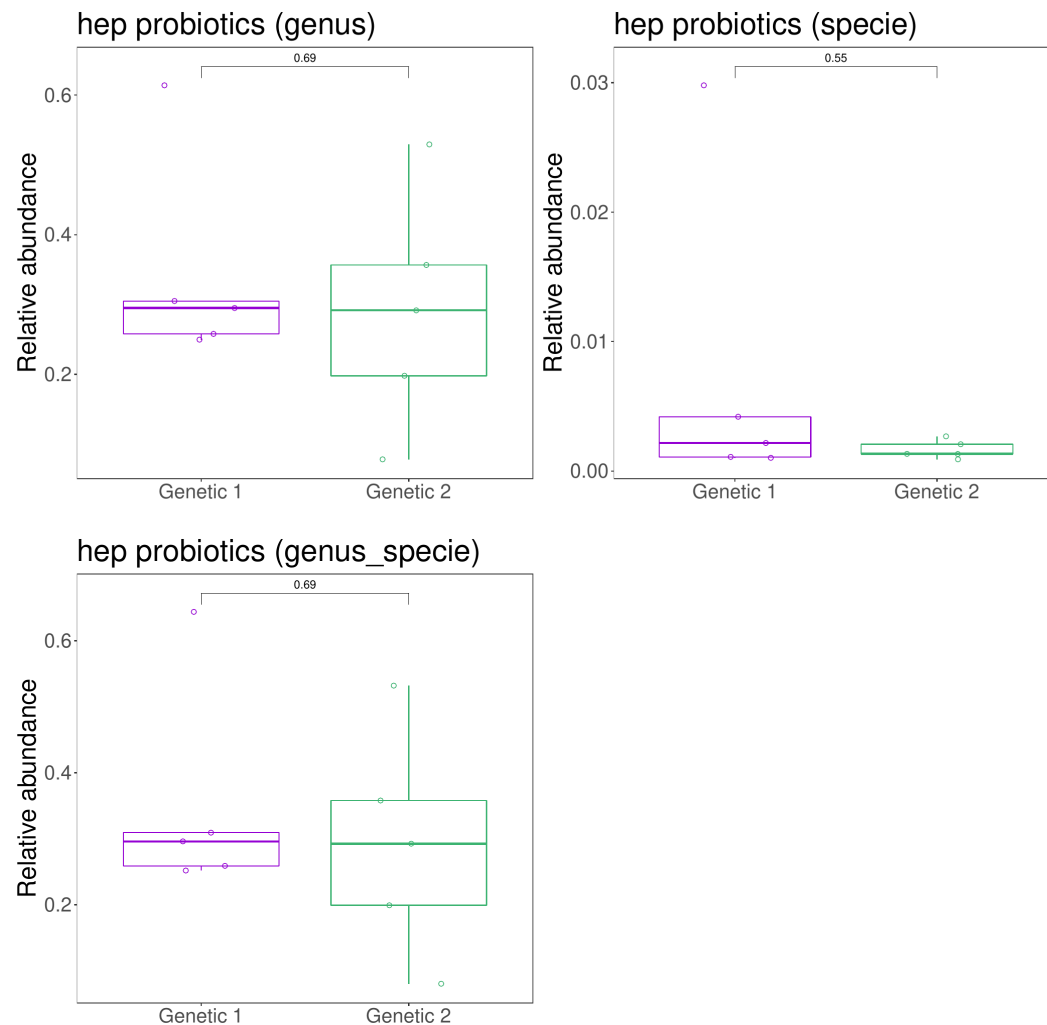 hep probiotics (genus)
0.69
0.6
0.4
0.2
Relative abundance
Genetic 1
Genetic 2
hep probiotics (specie)
0.55
0.03
0.02
0.01
0.00
Relative abundance
Genetic 1
Genetic 2
hep probiotics (genus_specie)
0.69
0.6
0.4
0.2
Relative abundance
Genetic 1
Genetic 2